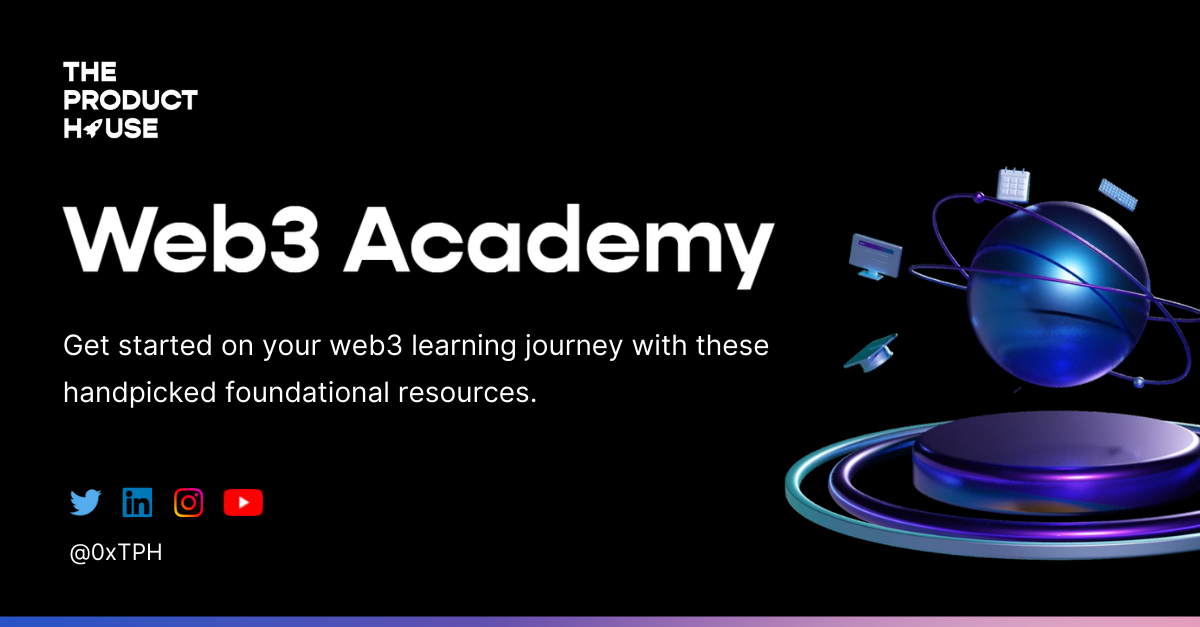 THE
PRODUCT
HOUSE
Web3 Academy
Get started on your web3 learning journey with these
handpicked foundational resources.
in
@0xTPH